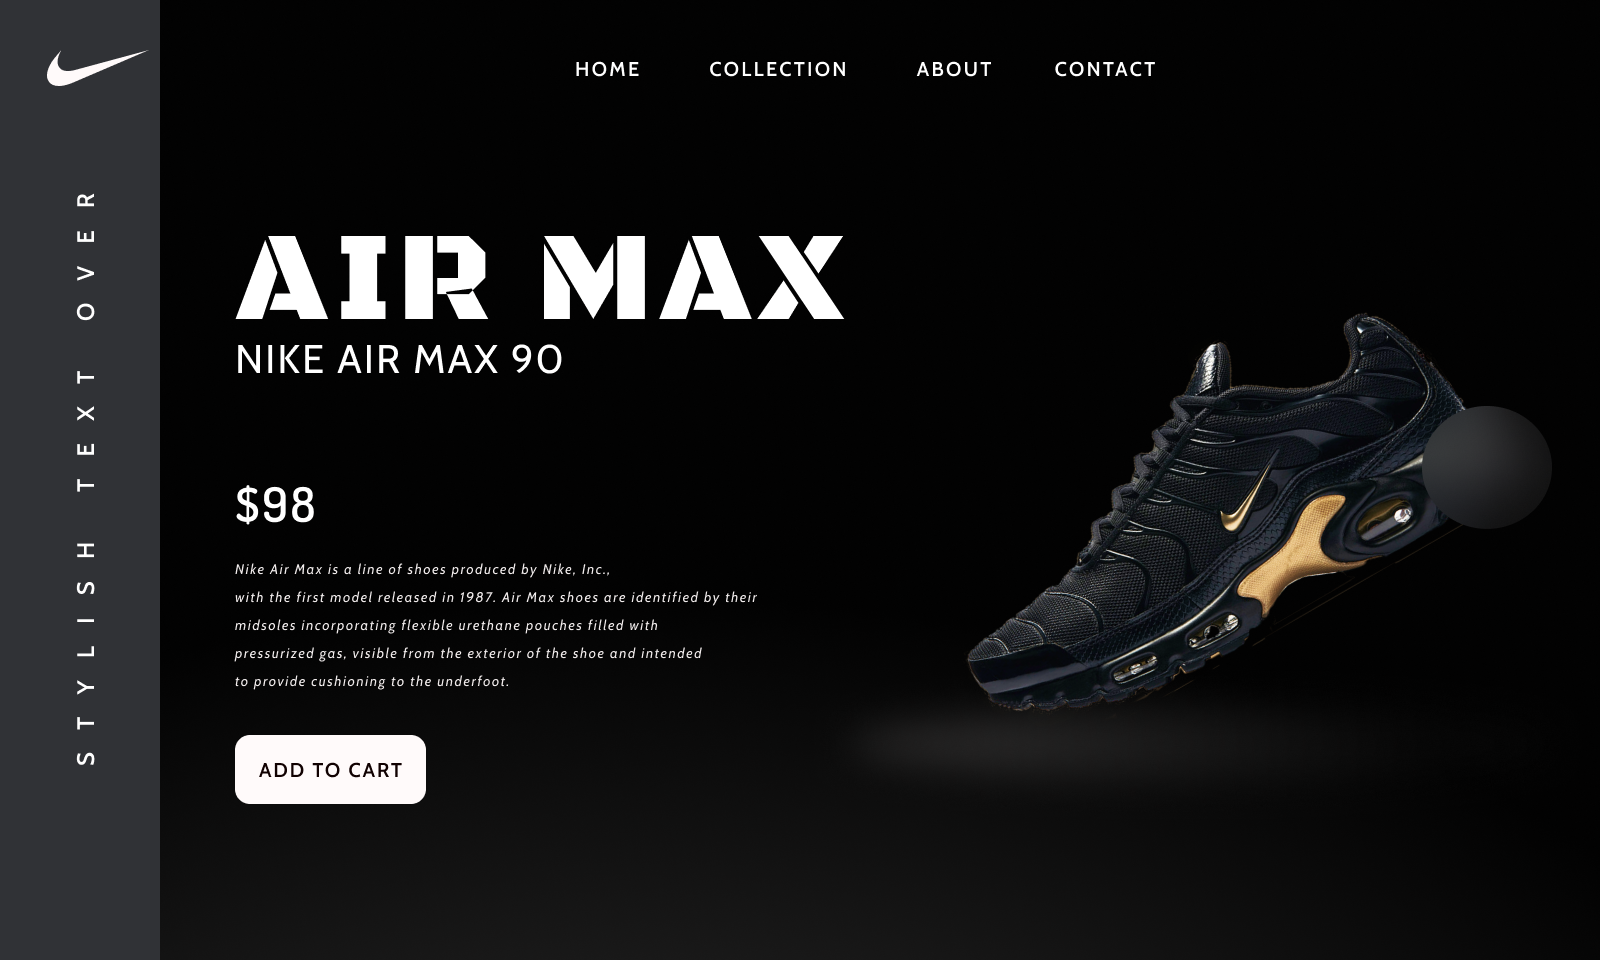 HOME COLLECTION ABOUT CONTACT
STYLISH TEXT OVER
AIR MAX
NIKE AIR MAX 90
$98
Nike Air Max is a line of shoes produced by Nike, Inc.,
with the first model released in 1987. Air Max shoes are identified by their
midsoles incorporating flexible urethane pouches filled with
pressurized gas, visible from the exterior of the shoe and intended
to provide cushioning to the underfoot.
ADD TO CART